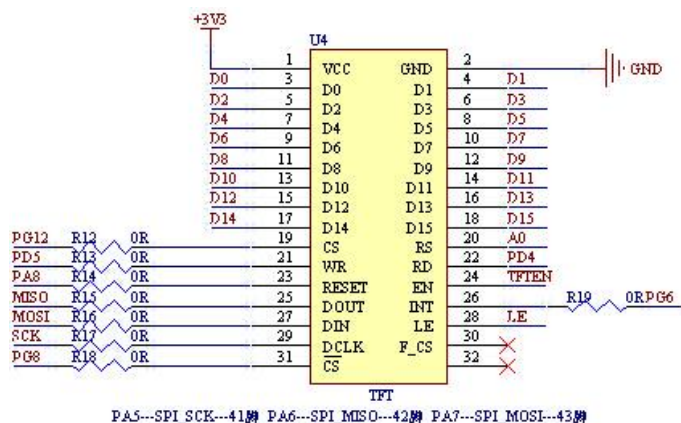 +3V3
U4
1 VCC GND 2 GND
D0 3 D0 D1 4 D1
D2 5 D2 D3 6 D3
D4 7 D4 D5 8 D5
D6 9 D6 D7 10 D7
D8 11 D8 D9 12 D9
D10 13 D10 D11 14 D11
D12 15 D12 D13 16 D13
D14 17 D14 D15 18 D15
PG12 R12 0R 19 CS RS 20 A0
PD5 R13 0R 21 WR RD 22 PD4
PA8 R14 0R 23 RESET EN 24 TFTEN
MISO R15 0R 25 DOUT INT 26 R19 0R PG6
MOSI R16 0R 27 DIN LE 28 LE
SCK R17 0R 29 DCLK F_CS 30
PG8 R18 0R 31 CS 32
TFT
PA5---SPI SCK---41脚 PA6---SPI MISO---42脚 PA7---SPI MOSI---43脚